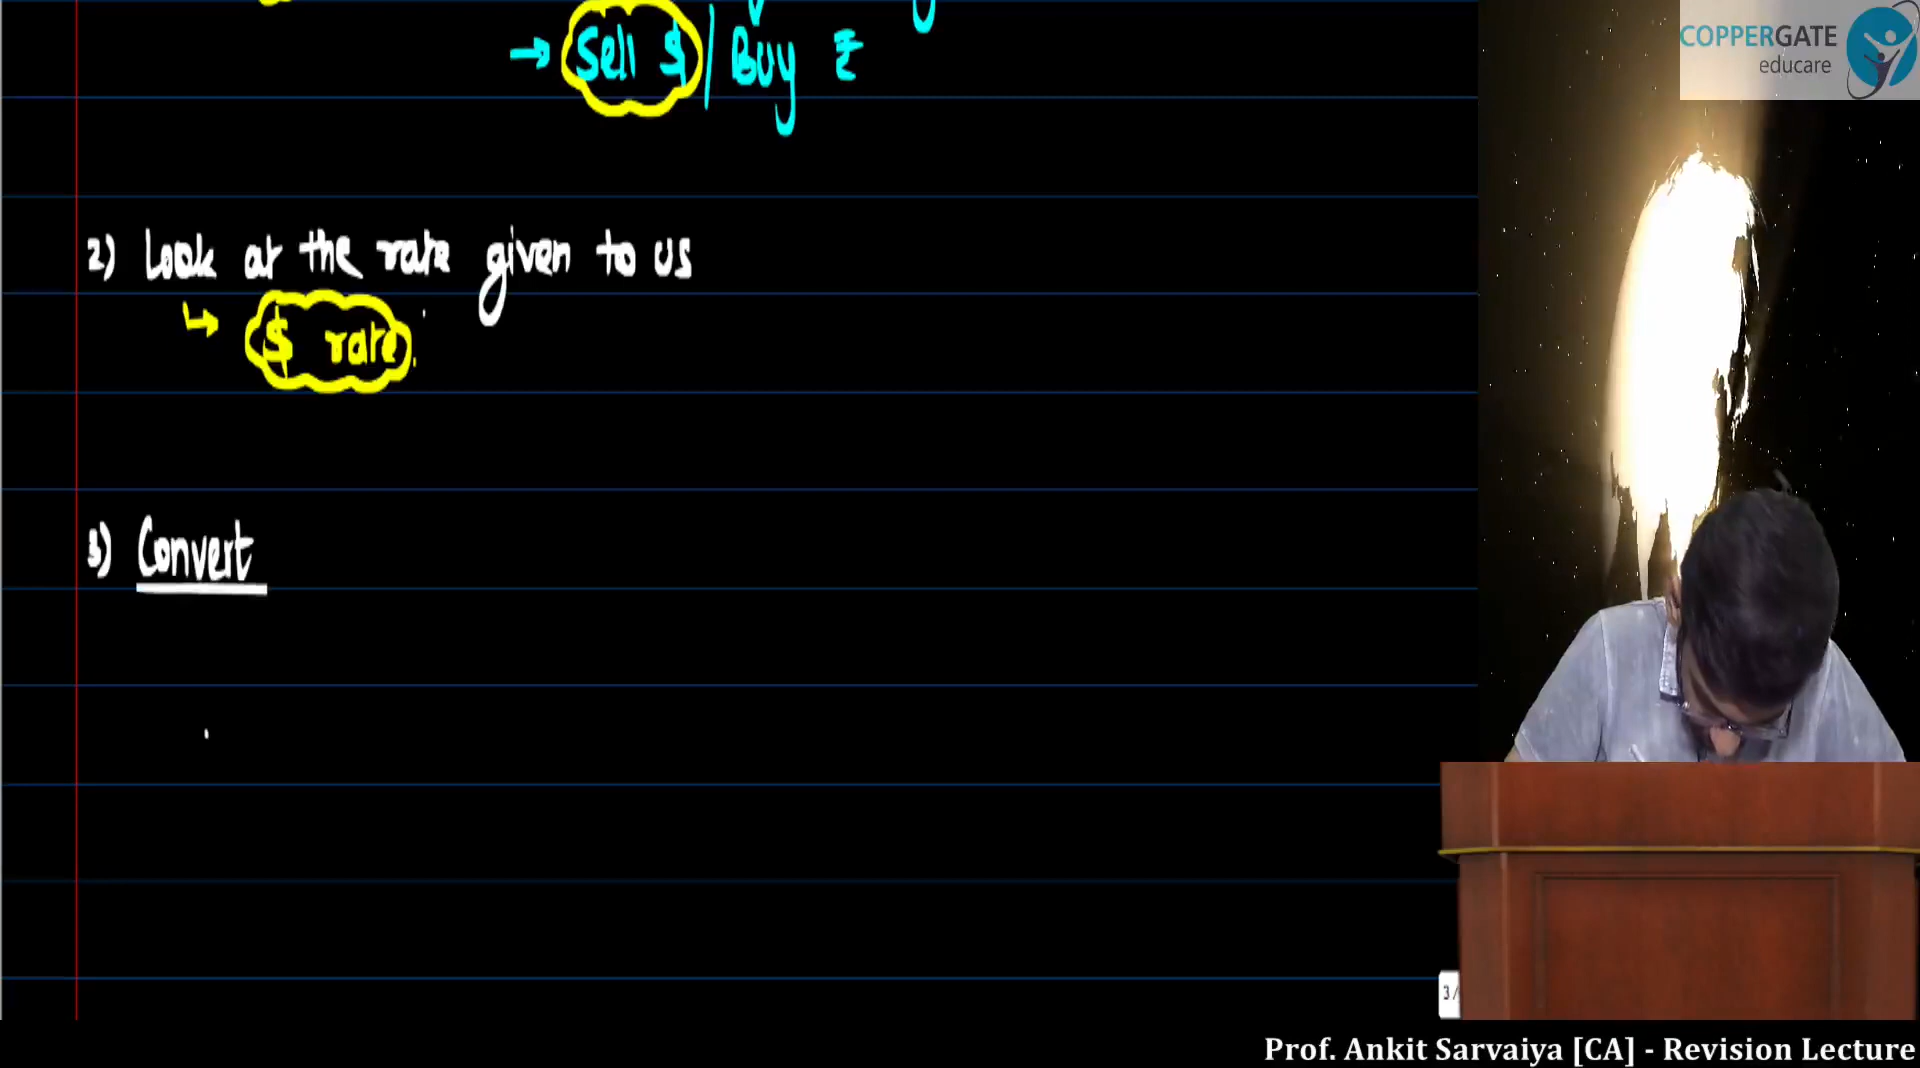 → Sell $ / Buy ₹
COPPERGATE
educare
2) Look at the rate given to us
↳ $ rate
3) Convert
3/
Prof. Ankit Sarvaiya [CA] - Revision Lecture